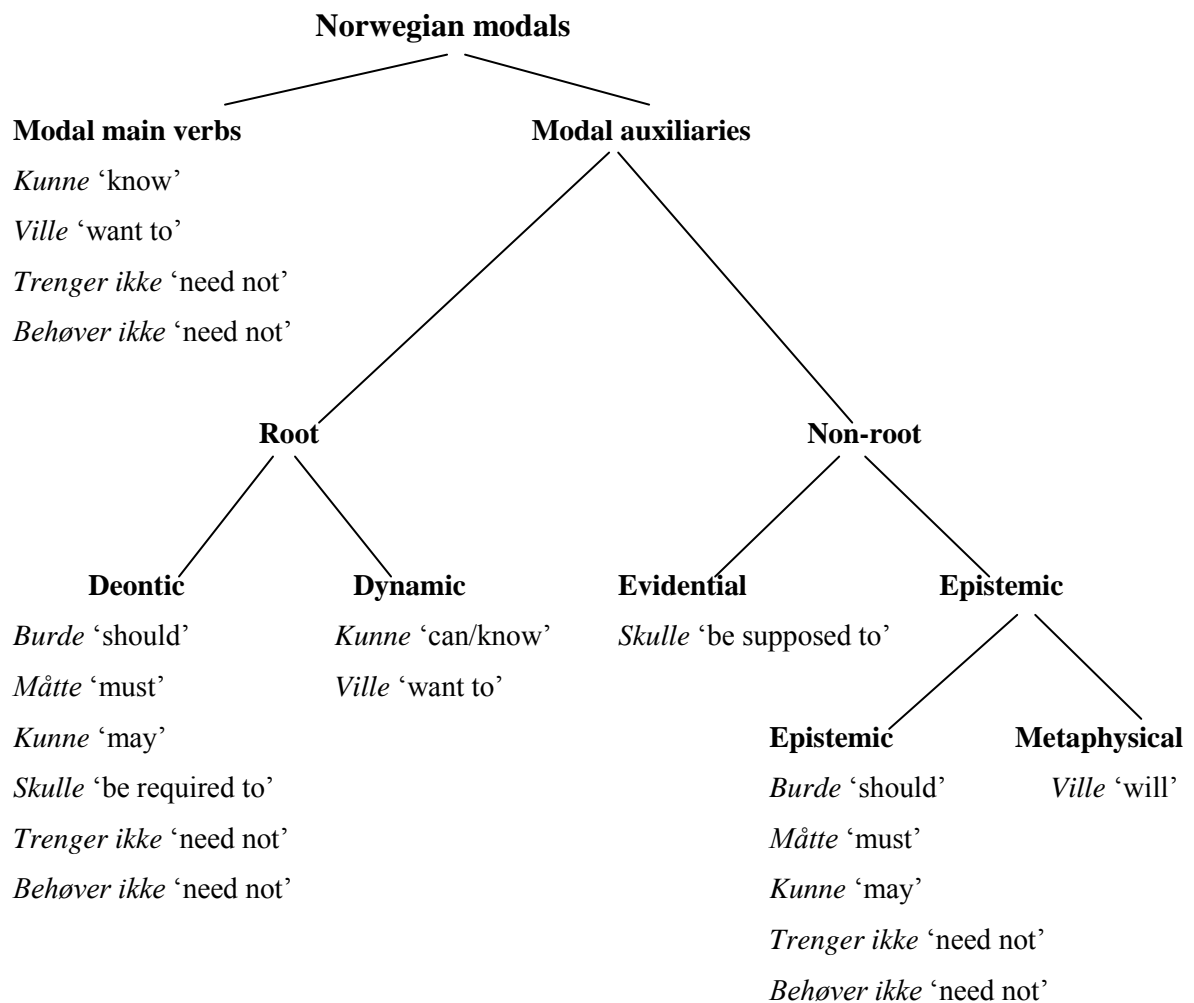 Norwegian modals
Modal main verbs
Kunne ‘know’
Ville ‘want to’
Trenger ikke ‘need not’
Behøver ikke ‘need not’
Modal auxiliaries
Root
Deontic
Burde ‘should’
Måtte ‘must’
Kunne ‘may’
Skulle ‘be required to’
Trenger ikke ‘need not’
Behøver ikke ‘need not’
Dynamic
Kunne ‘can/know’
Ville ‘want to’
Non-root
Evidential
Skulle ‘be supposed to’
Epistemic
Epistemic
Burde ‘should’
Måtte ‘must’
Kunne ‘may’
Trenger ikke ‘need not’
Behøver ikke ‘need not’
Metaphysical
Ville ‘will’